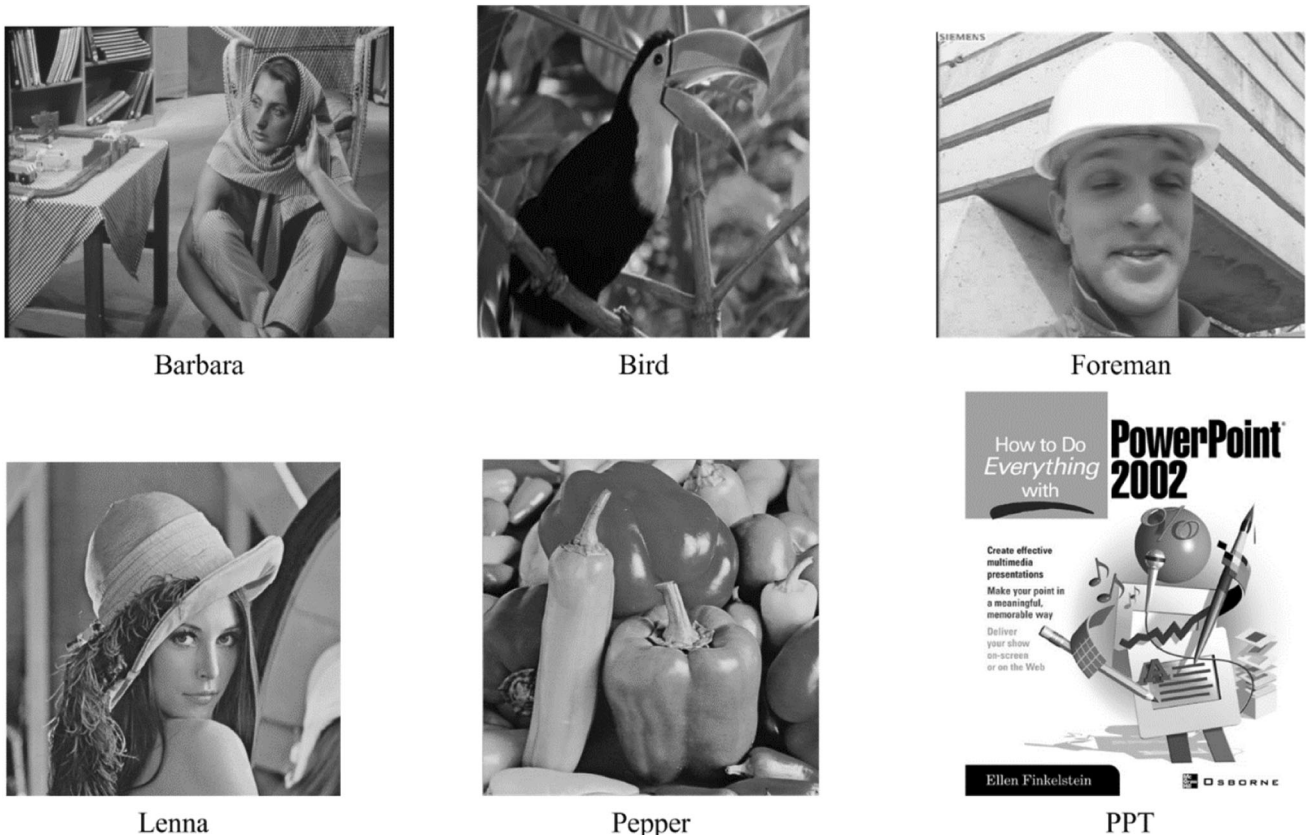 SIEMENS
Barbara
Bird
Foreman
How to Do
Everything
with
PowerPoint
2002
Create effective
multimedia
presentations
Make your point in
a meaningful,
memorable way
Deliver
your show
on-screen
or on the Web
Ellen Finkelstein
OSBORNE
Lenna
Pepper
PPT